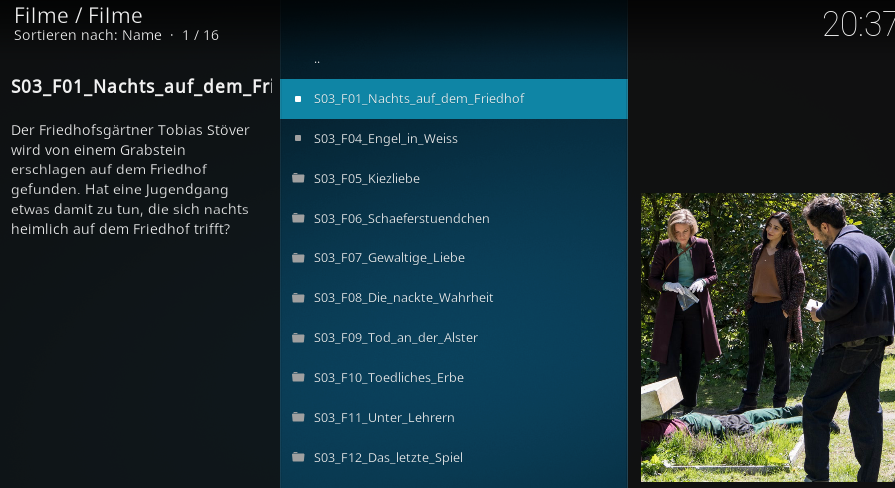 Filme / Filme
Sortieren nach: Name · 1 / 16
20:37
S03_F01_Nachts_auf_dem_Fri
Der Friedhofsgärtner Tobias Stöver
wird von einem Grabstein
erschlagen auf dem Friedhof
gefunden. Hat eine Jugendgang
etwas damit zu tun, die sich nachts
heimlich auf dem Friedhof trifft?
..
S03_F01_Nachts_auf_dem_Friedhof
S03_F04_Engel_in_Weiss
S03_F05_Kiezliebe
S03_F06_Schaeferstuendchen
S03_F07_Gewaltige_Liebe
S03_F08_Die_nackte_Wahrheit
S03_F09_Tod_an_der_Alster
S03_F10_Toedliches_Erbe
S03_F11_Unter_Lehrern
S03_F12_Das_letzte_Spiel